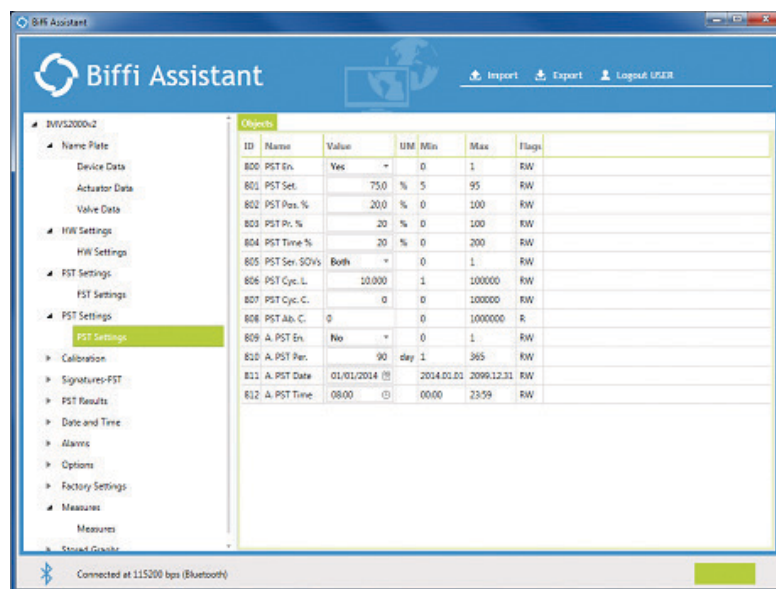 Biffi Assistant
Biffi Assistant
Import Export Logout USER
IMVS2000v2
Name Plate
Device Data
Actuator Data
Valve Data
HW Settings
HW Settings
FST Settings
FST Settings
PST Settings
PST Settings
Calibration
Signatures-FST
PST Results
Date and Time
Alarms
Options
Factory Settings
Measures
Measures
Stored Graphs
Objects
ID Name Value UM Min Max Flags
800 PST En. Yes 0 1 RW
801 PST Set. 75,0 % 5 95 RW
802 PST Pos. % 20,0 % 0 100 RW
803 PST Pr. % 20 % 0 100 RW
804 PST Time % 20 % 0 200 RW
805 PST Ser. SOVs Both 0 1 RW
806 PST Cyc. L. 10.000 1 100000 RW
807 PST Cyc. C. 0 0 100000 RW
808 PST Ab. C. 0 0 1000000 R
809 A. PST En. No 0 1 RW
810 A. PST Per. 90 day 1 365 RW
811 A. PST Date 01/01/2014 2014.01.01 2099.12.31 RW
812 A. PST Time 08:00 00:00 23:59 RW
Connected at 115200 bps (Bluetooth)